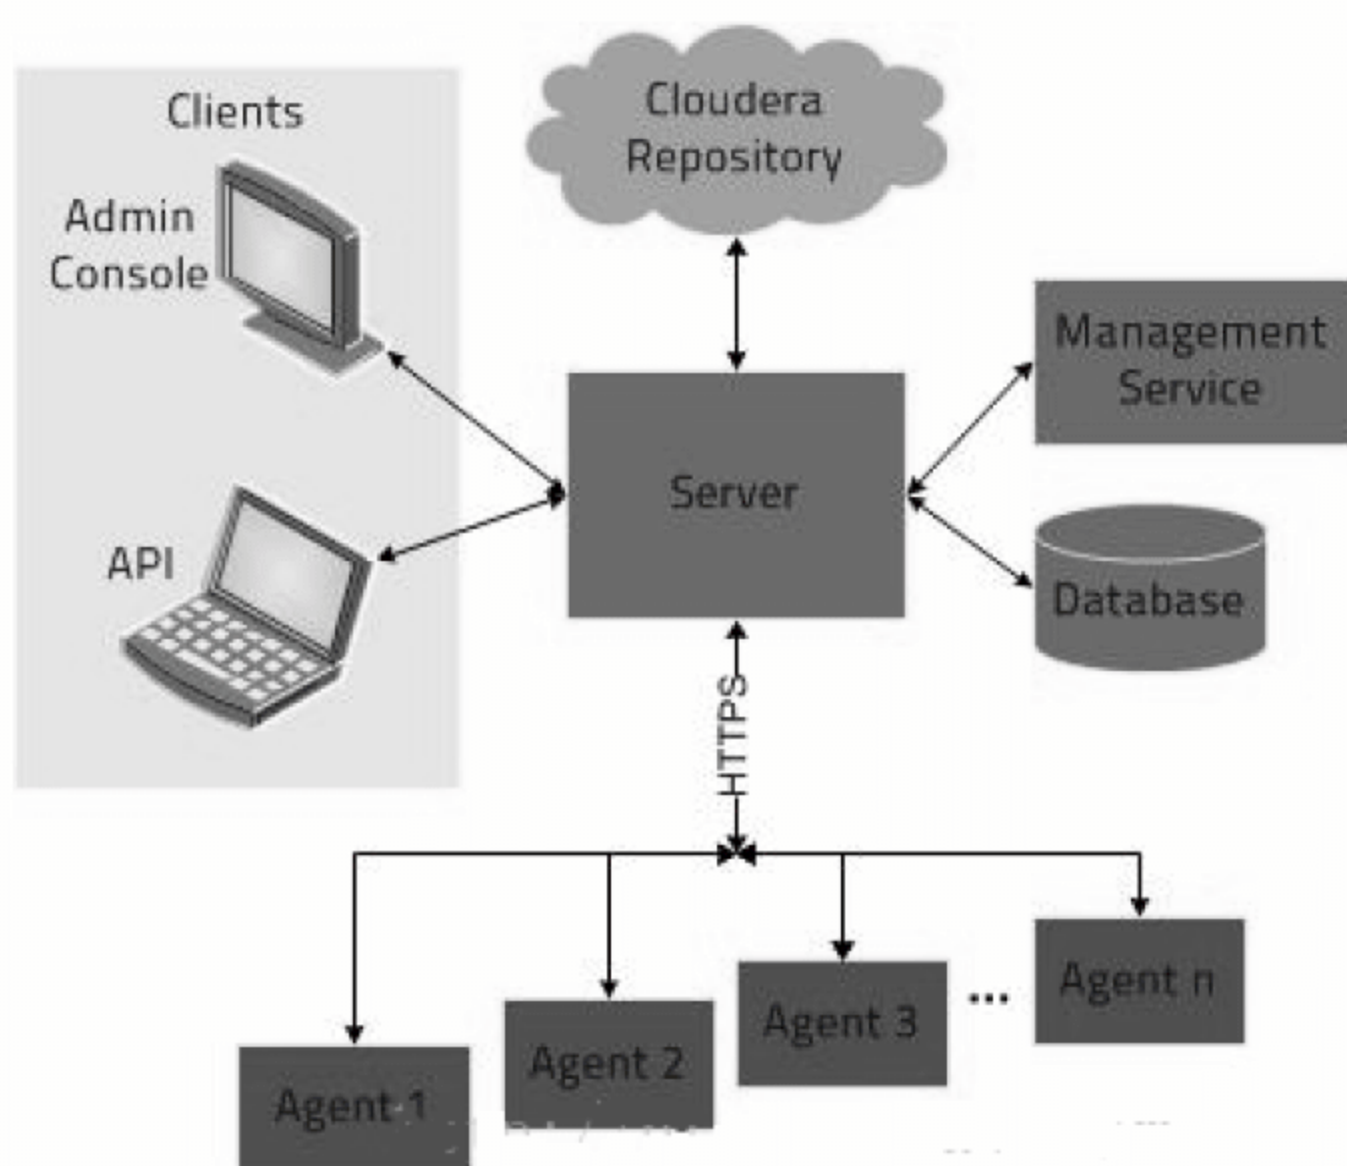 Clients
Admin
Console
API
Cloudera
Repository
Server
Management
Service
Database
HTTPS
Agent 1
Agent 2
Agent 3
...
Agent n